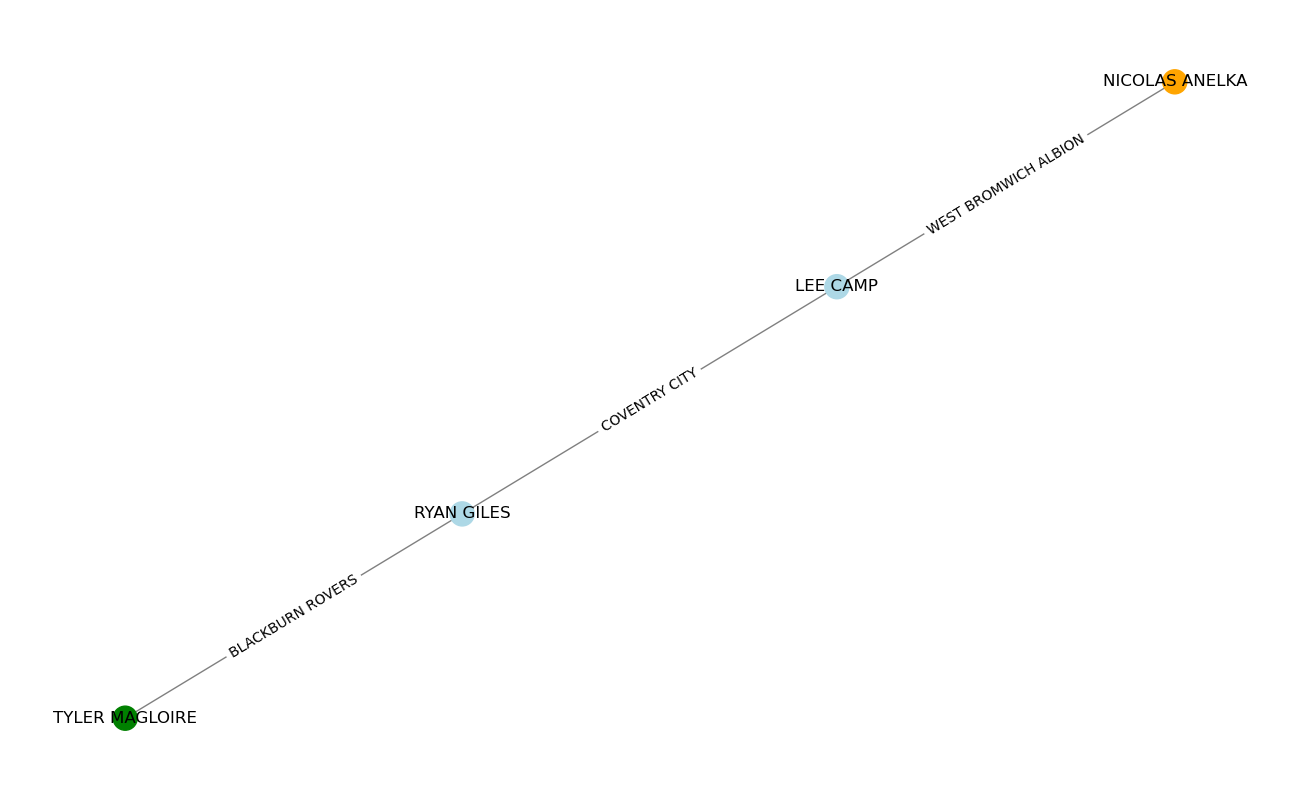 NICOLAS ANELKA
WEST BROMWICH ALBION
LEE CAMP
COVENTRY CITY
RYAN GILES
BLACKBURN ROVERS
TYLER MAGLOIRE